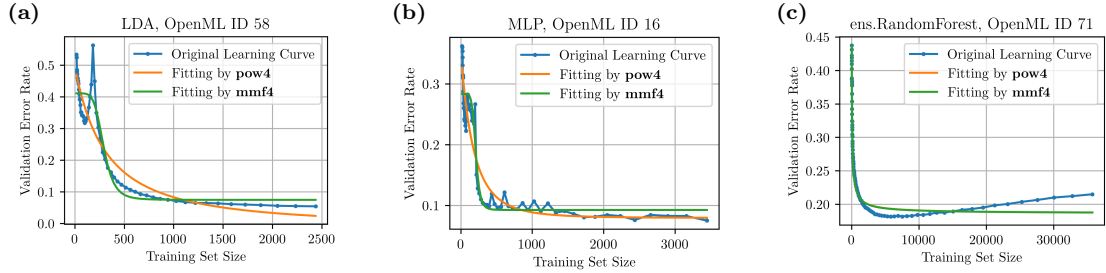 (a)
LDA, OpenML ID 58
Validation Error Rate
0.5
0.4
0.3
0.2
0.1
0.0
Original Learning Curve
Fitting by pow4
Fitting by mmf4
0
500
1000
1500
2000
2500
Training Set Size
(b)
MLP, OpenML ID 16
Validation Error Rate
0.3
0.2
0.1
Original Learning Curve
Fitting by pow4
Fitting by mmf4
0
1000
2000
3000
Training Set Size
(c)
ens.RandomForest, OpenML ID 71
Validation Error Rate
0.45
0.40
0.35
0.30
0.25
0.20
0.15
Original Learning Curve
Fitting by pow4
Fitting by mmf4
0
10000
20000
30000
Training Set Size